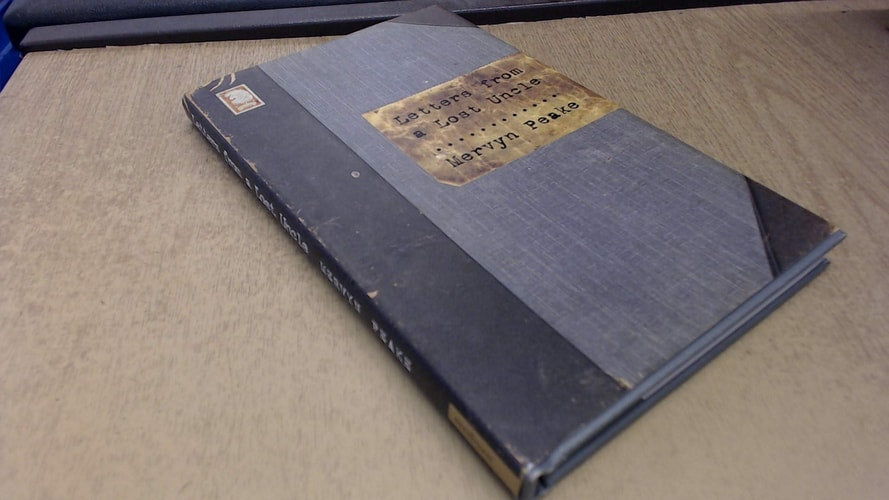 Letters from
a Lost Uncle
............
Mervyn Peake
Letters from a Lost Uncle MERVYN PEAKE